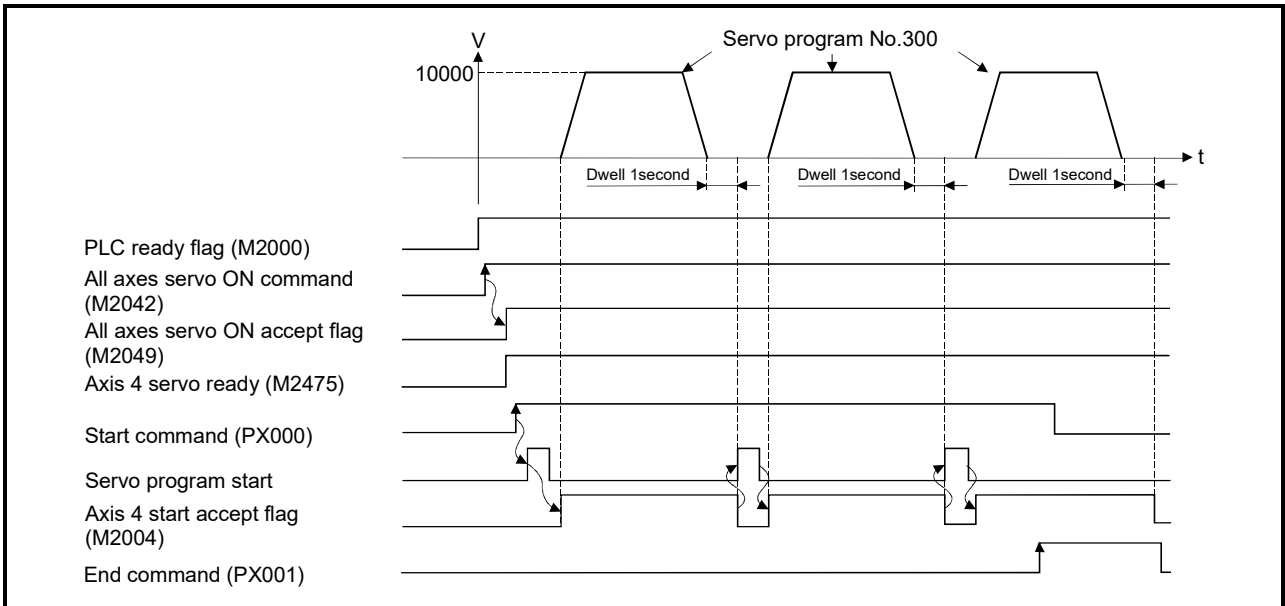 V
Servo program No.300
10000
t
Dwell 1second
Dwell 1second
Dwell 1second
PLC ready flag (M2000)
All axes servo ON command
(M2042)
All axes servo ON accept flag
(M2049)
Axis 4 servo ready (M2475)
Start command (PX000)
Servo program start
Axis 4 start accept flag
(M2004)
End command (PX001)